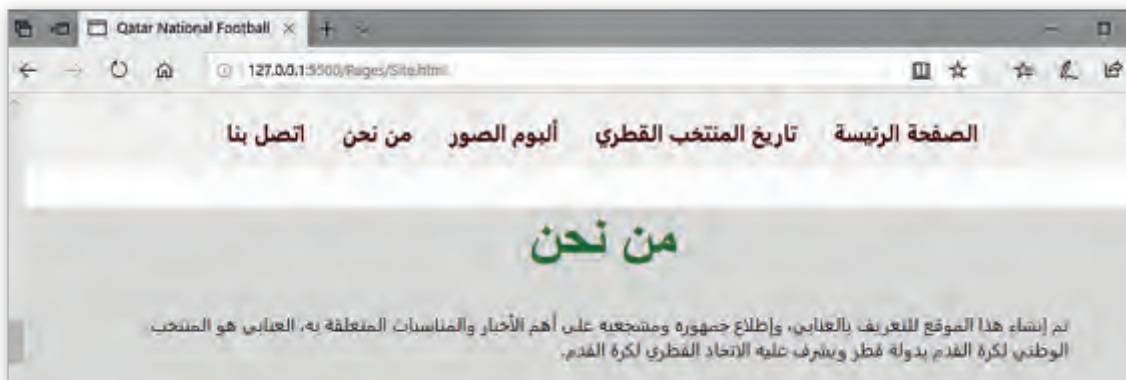 Qatar National Football
127.0.0.1:5500/Pages/Site.html
الصفحة الرئيسة تاريخ المنتخب القطري ألبوم الصور من نحن اتصل بنا
من نحن
تم إنشاء هذا الموقع للتعريف بالعنابي، وإطلاع جمهوره ومشجعيه على أهم الأخبار والمناسبات المتعلقة به، العنابي هو المنتخب
الوطني لكرة القدم بدولة قطر ويشرف عليه الاتحاد القطري لكرة القدم.